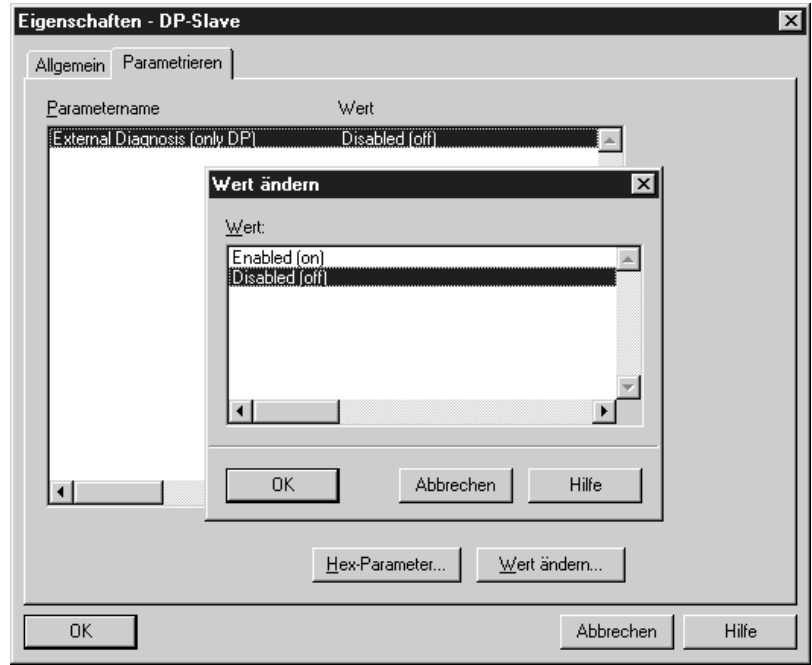 Eigenschaften - DP-Slave
Allgemein Parametrieren
Parametername Wert
External Diagnosis (only DP) Disabled (off)
Wert ändern
Wert:
Enabled (on)
Disabled (off)
OK Abbrechen Hilfe
Hex-Parameter... Wert ändern...
OK Abbrechen Hilfe